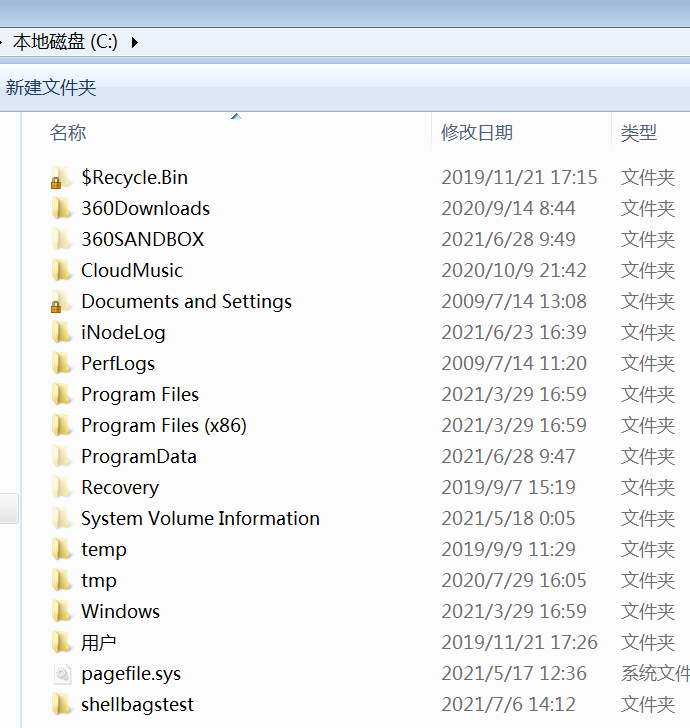 本地磁盘 (C:)
新建文件夹
名称 修改日期 类型
$Recycle.Bin 2019/11/21 17:15 文件夹
360Downloads 2020/9/14 8:44 文件夹
360SANDBOX 2021/6/28 9:49 文件夹
CloudMusic 2020/10/9 21:42 文件夹
Documents and Settings 2009/7/14 13:08 文件夹
iNodeLog 2021/6/23 16:39 文件夹
PerfLogs 2009/7/14 11:20 文件夹
Program Files 2021/3/29 16:59 文件夹
Program Files (x86) 2021/3/29 16:59 文件夹
ProgramData 2021/6/28 9:47 文件夹
Recovery 2019/9/7 15:19 文件夹
System Volume Information 2021/5/18 0:05 文件夹
temp 2019/9/9 11:29 文件夹
tmp 2020/7/29 16:05 文件夹
Windows 2021/3/29 16:59 文件夹
用户 2019/11/21 17:26 文件夹
pagefile.sys 2021/5/17 12:36 系统文件
shellbagstest 2021/7/6 14:12 文件夹